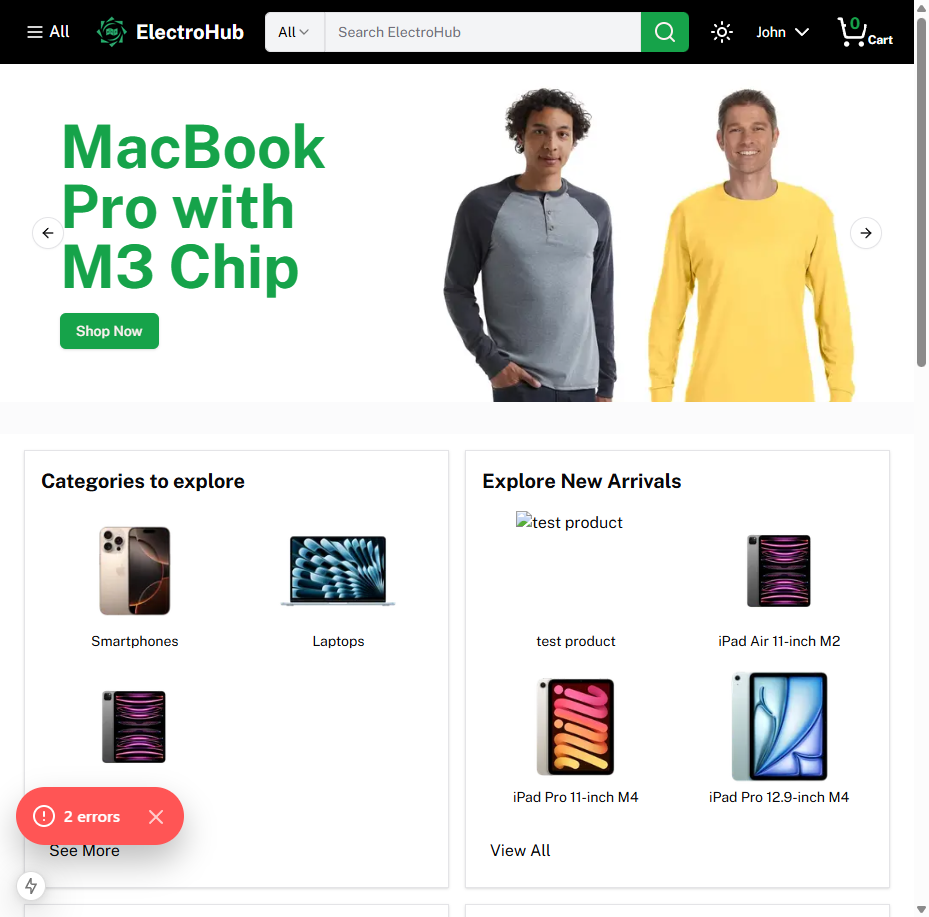 All
ElectroHub
All
Search ElectroHub
John
0
Cart
MacBook
Pro with
M3 Chip
Shop Now
Categories to explore
Smartphones
Laptops
See More
Explore New Arrivals
test product
test product
iPad Air 11-inch M2
iPad Pro 11-inch M4
iPad Pro 12.9-inch M4
View All
2 errors